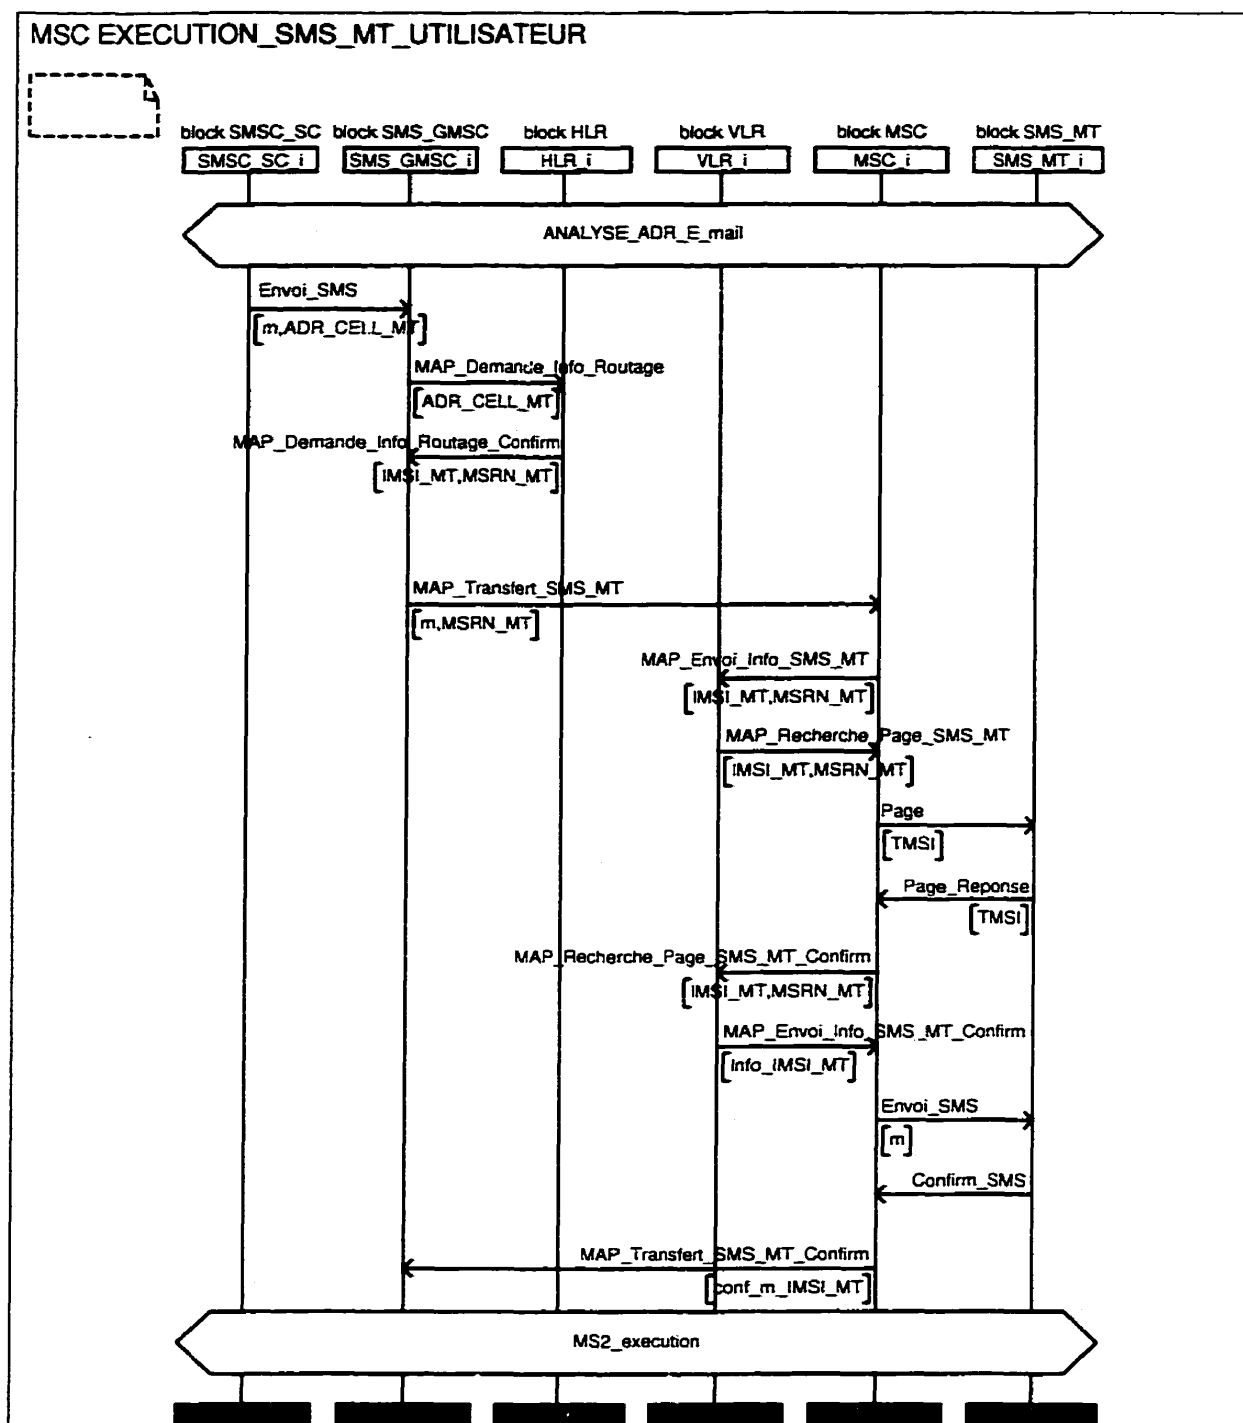 MSC EXECUTION_SMS_MT_UTILISATEUR
block SMSC_SC block SMS_GMSC block HLR block VLR block MSC block SMS_MT
SMSC_SC_i SMS_GMSC_i HLR_i VLR_i MSC_i SMS_MT_i
ANALYSE_ADR_E_mail
Envoi_SMS
[m,ADR_CELL_MT]
MAP_Demande_Info_Routage
[ADR_CELL_MT]
MAP_Demande_Info_Routage_Confirm
[IMSI_MT,MSRN_MT]
MAP_Transfert_SMS_MT
[m,MSRN_MT]
MAP_Envoi_Info_SMS_MT
[IMSI_MT,MSRN_MT]
MAP_Recherche_Page_SMS_MT
[IMSI_MT,MSRN_MT]
Page
[TMSI]
Page_Reponse
[TMSI]
MAP_Recherche_Page_SMS_MT_Confirm
[IMSI_MT,MSRN_MT]
MAP_Envoi_Info_SMS_MT_Confirm
[Info_IMSI_MT]
Envoi_SMS
[m]
Confirm_SMS
MAP_Transfert_SMS_MT_Confirm
[conf_m_IMSI_MT]
MS2_execution